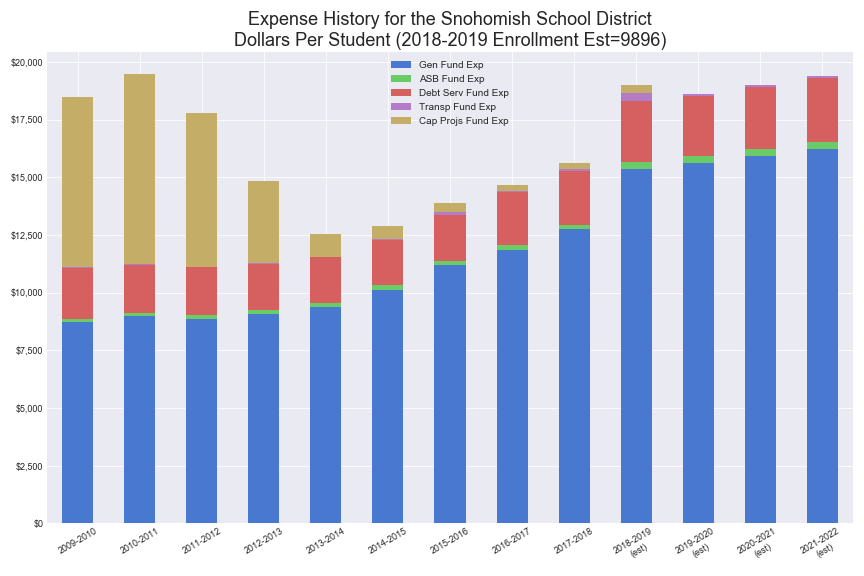 Expense History for the Snohomish School District
Dollars Per Student (2018-2019 Enrollment Est=9896)
Gen Fund Exp
ASB Fund Exp
Debt Serv Fund Exp
Transp Fund Exp
Cap Projs Fund Exp
$20,000
$17,500
$15,000
$12,500
$10,000
$7,500
$5,000
$2,500
$0
2009-2010
2010-2011
2011-2012
2012-2013
2013-2014
2014-2015
2015-2016
2016-2017
2017-2018
2018-2019
(est)
2019-2020
(est)
2020-2021
(est)
2021-2022
(est)